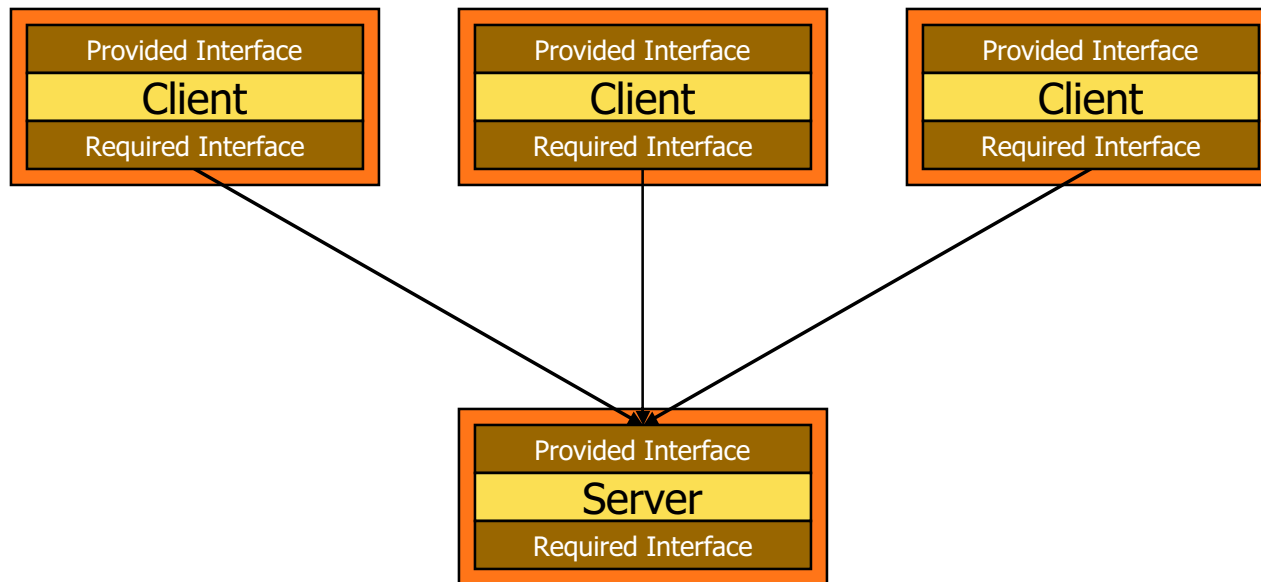 Provided Interface
Client
Required Interface
Provided Interface
Client
Required Interface
Provided Interface
Client
Required Interface
Provided Interface
Server
Required Interface